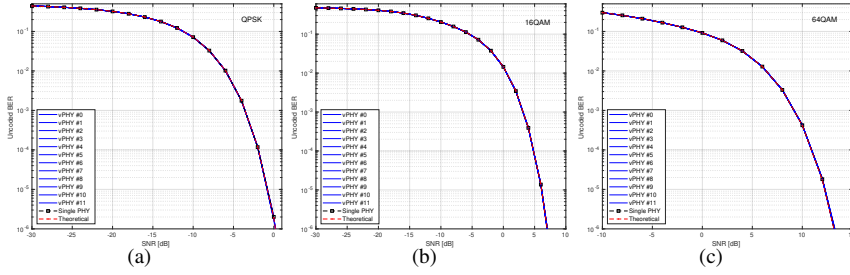 QPSK
10^-1
10^-2
10^-3
10^-4
10^-5
10^-6
Uncoded BER
vPHY #0
vPHY #1
vPHY #2
vPHY #3
vPHY #4
vPHY #5
vPHY #6
vPHY #7
vPHY #8
vPHY #9
vPHY #10
vPHY #11
Single PHY
Theoretical
-30 -25 -20 -15 -10 -5 0
SNR [dB]
(a)
16QAM
10^-1
10^-2
10^-3
10^-4
10^-5
10^-6
Uncoded BER
vPHY #0
vPHY #1
vPHY #2
vPHY #3
vPHY #4
vPHY #5
vPHY #6
vPHY #7
vPHY #8
vPHY #9
vPHY #10
vPHY #11
Single PHY
Theoretical
-30 -25 -20 -15 -10 -5 0 5 10
SNR [dB]
(b)
64QAM
10^-1
10^-2
10^-3
10^-4
10^-5
10^-6
Uncoded BER
vPHY #0
vPHY #1
vPHY #2
vPHY #3
vPHY #4
vPHY #5
vPHY #6
vPHY #7
vPHY #8
vPHY #9
vPHY #10
vPHY #11
Single PHY
Theoretical
-10 -5 0 5 10 15
SNR [dB]
(c)